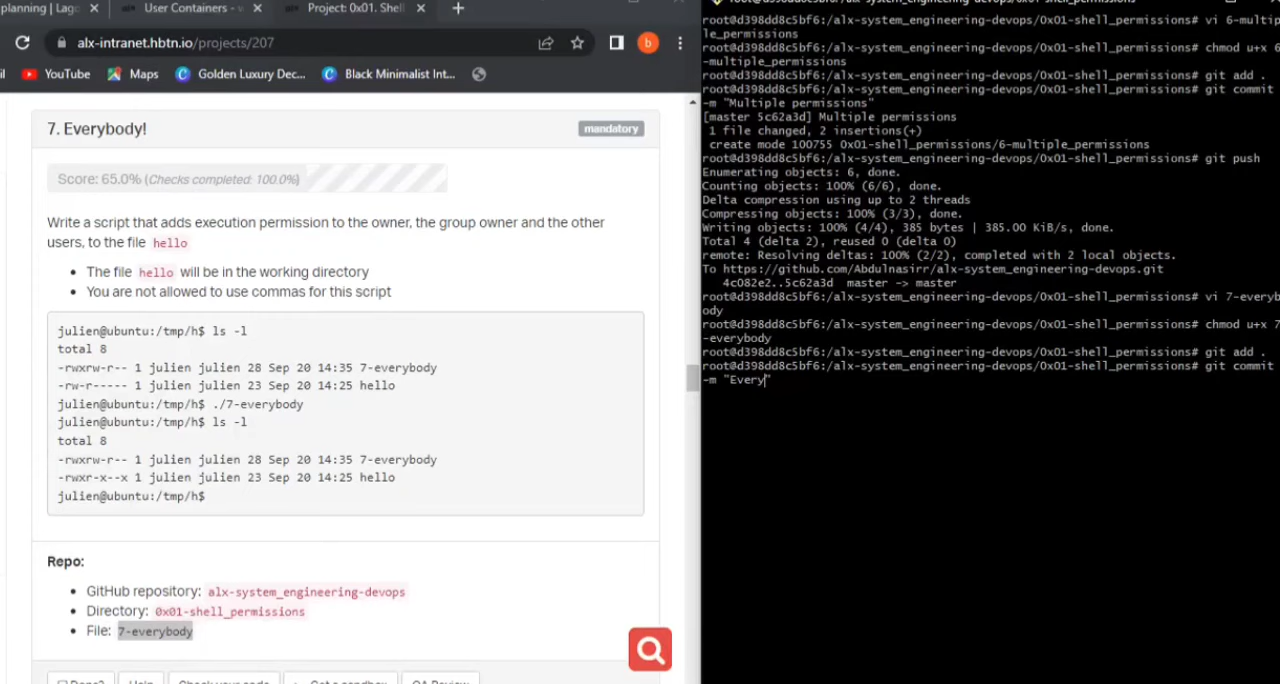 planning | Lago
User Containers -
Project: 0x01. Shell
alx-intranet.hbtn.io/projects/207
b
YouTube
Maps
Golden Luxury Dec...
Black Minimalist Int...
7. Everybody!
mandatory
Score: 65.0% (Checks completed: 100.0%)
Write a script that adds execution permission to the owner, the group owner and the other
users, to the file hello
The file hello will be in the working directory
You are not allowed to use commas for this script
julien@ubuntu:/tmp/h$ ls -l
total 8
-rwxrw-r-- 1 julien julien 28 Sep 20 14:35 7-everybody
-rw-r----- 1 julien julien 23 Sep 20 14:25 hello
julien@ubuntu:/tmp/h$ ./7-everybody
julien@ubuntu:/tmp/h$ ls -l
total 8
-rwxrw-r-- 1 julien julien 28 Sep 20 14:35 7-everybody
-rwxr-x--x 1 julien julien 23 Sep 20 14:25 hello
julien@ubuntu:/tmp/h$
Repo:
GitHub repository: alx-system_engineering-devops
Directory: 0x01-shell_permissions
File: 7-everybody
Help
Check your code
Get a sandbox
QA Review
root@d398dd8c5bf6:/alx-system_engineering-devops/0x01-shell_permissions# vi 6-multip
le_permissions
root@d398dd8c5bf6:/alx-system_engineering-devops/0x01-shell_permissions# chmod u+x 6
-multiple_permissions
root@d398dd8c5bf6:/alx-system_engineering-devops/0x01-shell_permissions# git add .
root@d398dd8c5bf6:/alx-system_engineering-devops/0x01-shell_permissions# git commit
-m "Multiple permissions"
[master 5c62a3d] Multiple permissions
1 file changed, 2 insertions(+)
create mode 100755 0x01-shell_permissions/6-multiple_permissions
root@d398dd8c5bf6:/alx-system_engineering-devops/0x01-shell_permissions# git push
Enumerating objects: 6, done.
Counting objects: 100% (6/6), done.
Delta compression using up to 2 threads
Compressing objects: 100% (3/3), done.
Writing objects: 100% (4/4), 385 bytes | 385.00 KiB/s, done.
Total 4 (delta 2), reused 0 (delta 0)
remote: Resolving deltas: 100% (2/2), completed with 2 local objects.
To https://github.com/Abdulnasirr/alx-system_engineering-devops.git
4c082e2..5c62a3d master -> master
root@d398dd8c5bf6:/alx-system_engineering-devops/0x01-shell_permissions# vi 7-everyb
ody
root@d398dd8c5bf6:/alx-system_engineering-devops/0x01-shell_permissions# chmod u+x 7
-everybody
root@d398dd8c5bf6:/alx-system_engineering-devops/0x01-shell_permissions# git add .
root@d398dd8c5bf6:/alx-system_engineering-devops/0x01-shell_permissions# git commit
-m "Every"